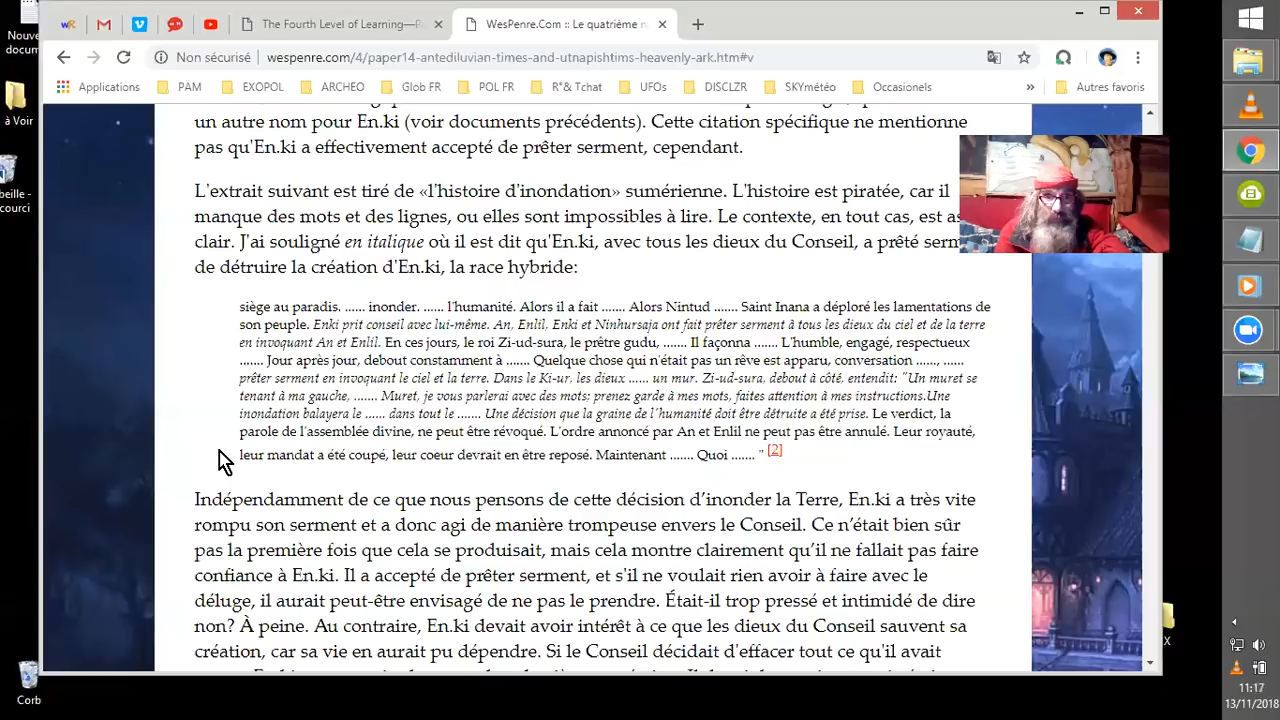 Nouve
docum
à Voir
beille -
courci
Corb
The Fourth Level of Learning—P
WesPenre.Com :: Le quatrième n
Non sécurisé
wespenre.com/4/paper14-antediluvian-times-and-utnapishtims-heavenly-ark.htm#v
Applications PAM EXOPOL ARCHEO Glob FR POL FR R*& Tchat UFOs DISCLZR SKYmétéo Occasionels » Autres favoris
un autre nom pour En.ki (voir documents précédents). Cette citation spécifique ne mentionne
pas qu'En.ki a effectivement accepté de prêter serment, cependant.
L'extrait suivant est tiré de «l'histoire d'inondation» sumérienne. L'histoire est piratée, car il
manque des mots et des lignes, ou elles sont impossibles à lire. Le contexte, en tout cas, est as
clair. J'ai souligné en italique où il est dit qu'En.ki, avec tous les dieux du Conseil, a prêté serm
de détruire la création d'En.ki, la race hybride:
siège au paradis. ...... inonder. ...... l'humanité. Alors il a fait ....... Alors Nintud ....... Saint Inana a déploré les lamentations de
son peuple. Enki prit conseil avec lui-même. An, Enlil, Enki et Ninhursaja ont fait prêter serment à tous les dieux du ciel et de la terre
en invoquant An et Enlil. En ces jours, le roi Zi-ud-sura, le prêtre gudu, ....... Il façonna ....... L'humble, engagé, respectueux
....... Jour après jour, debout constamment à ...... Quelque chose qui n'était pas un rêve est apparu, conversation ......, ......
prêter serment en invoquant le ciel et la terre. Dans le Ki-ur, les dieux ...... un mur. Zi-ud-sura, debout à côté, entendit: "Un muret se
tenant à ma gauche, ....... Muret, je vous parlerai avec des mots; prenez garde à mes mots, faites attention à mes instructions.Une
inondation balayera le ...... dans tout le ....... Une décision que la graine de l'humanité doit être détruite a été prise. Le verdict, la
parole de l'assemblée divine, ne peut être révoqué. L'ordre annoncé par An et Enlil ne peut pas être annulé. Leur royauté,
leur mandat a été coupé, leur coeur devrait en être reposé. Maintenant ....... Quoi ....... " [2]
Indépendamment de ce que nous pensons de cette décision d’inonder la Terre, En.ki a très vite
rompu son serment et a donc agi de manière trompeuse envers le Conseil. Ce n’était bien sûr
pas la première fois que cela se produisait, mais cela montre clairement qu’il ne fallait pas faire
confiance à En.ki. Il a accepté de prêter serment, et s'il ne voulait rien avoir à faire avec le
déluge, il aurait peut-être envisagé de ne pas le prendre. Était-il trop pressé et intimidé de dire
non? À peine. Au contraire, En.ki devait avoir intérêt à ce que les dieux du Conseil sauvent sa
création, car sa vie en aurait pu dépendre. Si le Conseil décidait d'effacer tout ce qu'il avait
X
11:17
13/11/2018